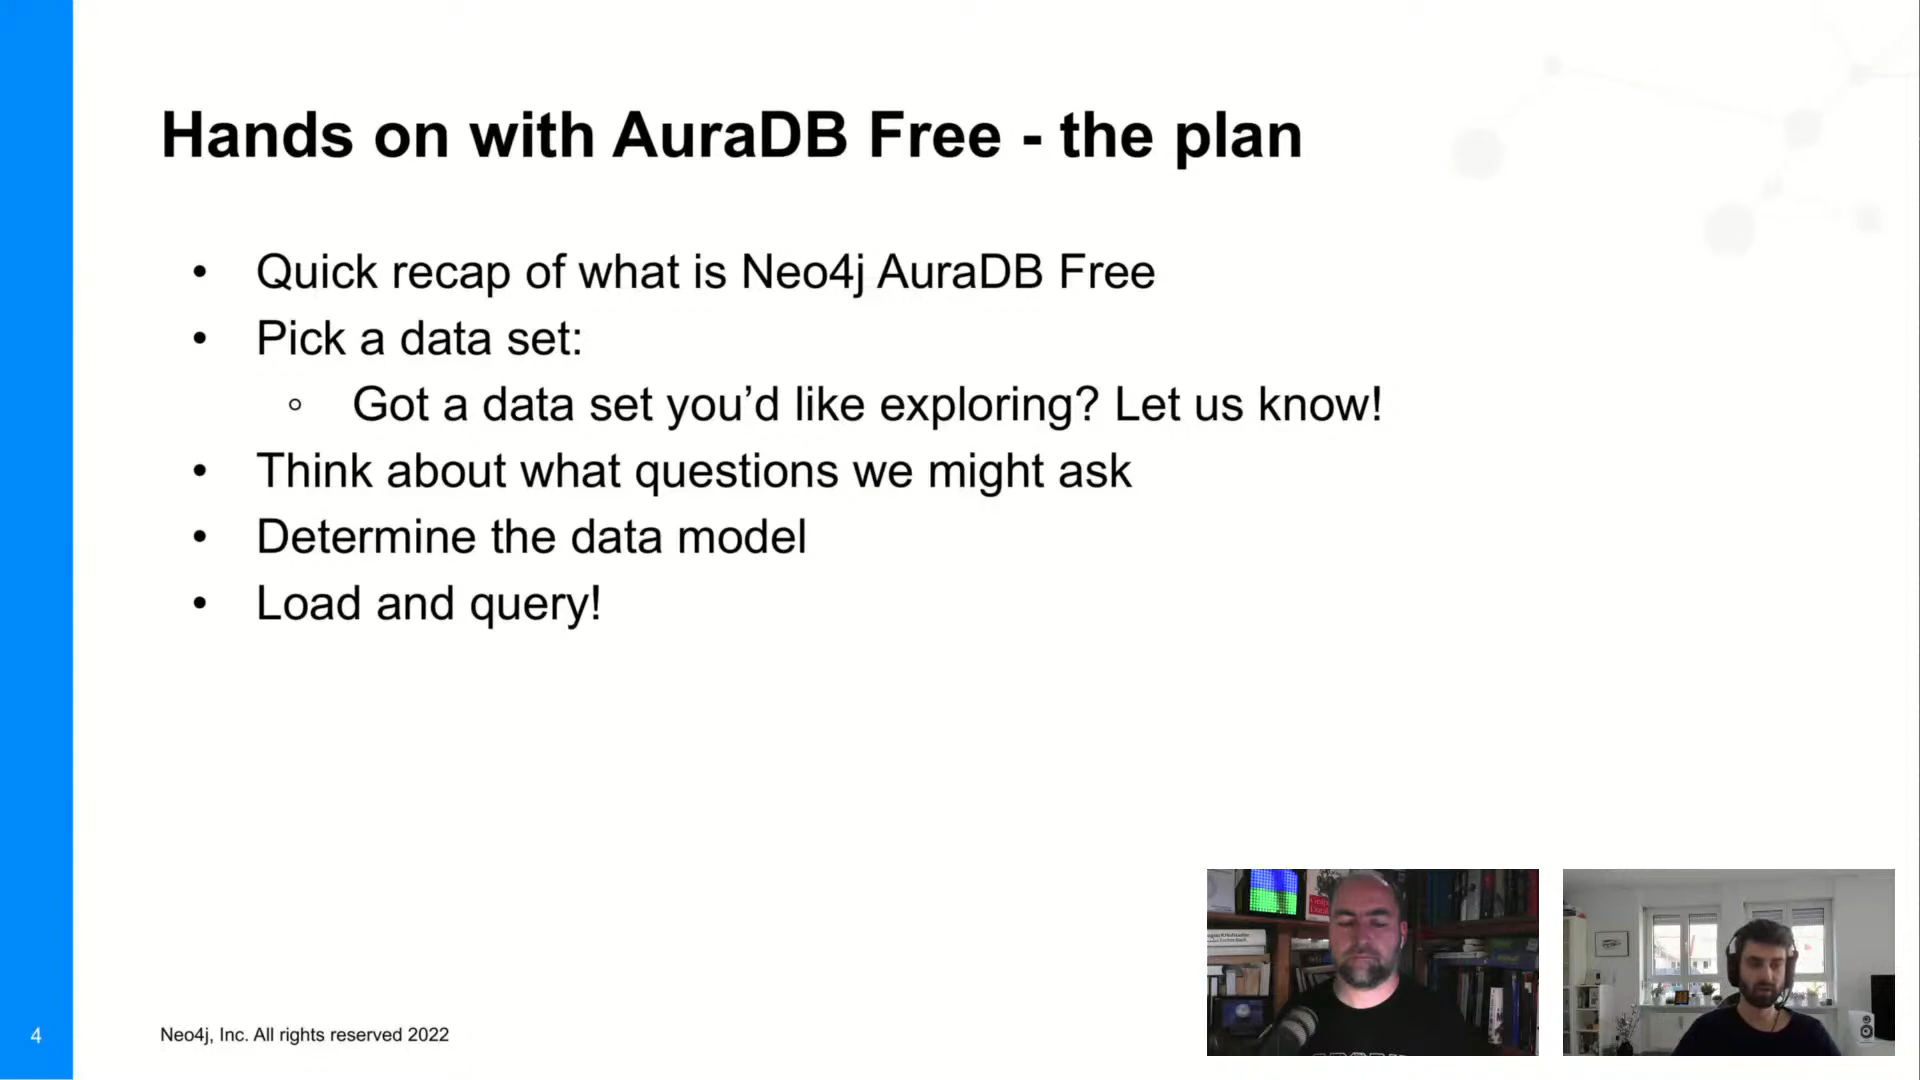 Hands on with AuraDB Free - the plan
• Quick recap of what is Neo4j AuraDB Free
• Pick a data set:
◦ Got a data set you’d like exploring? Let us know!
• Think about what questions we might ask
• Determine the data model
• Load and query!
4
Neo4j, Inc. All rights reserved 2022